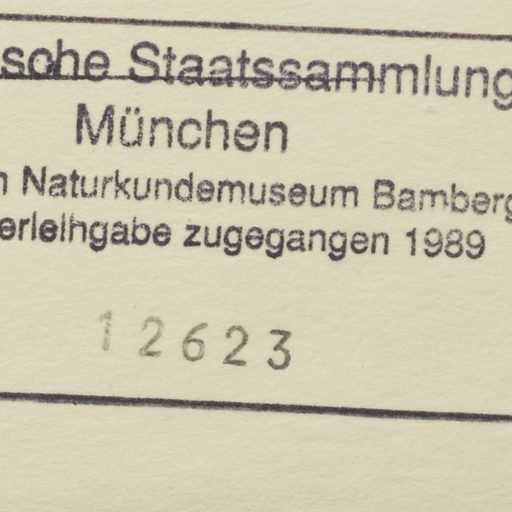 sche Staatssammlung
München
n Naturkundemuseum Bamberg
erleihgabe zugegangen 1989
12623